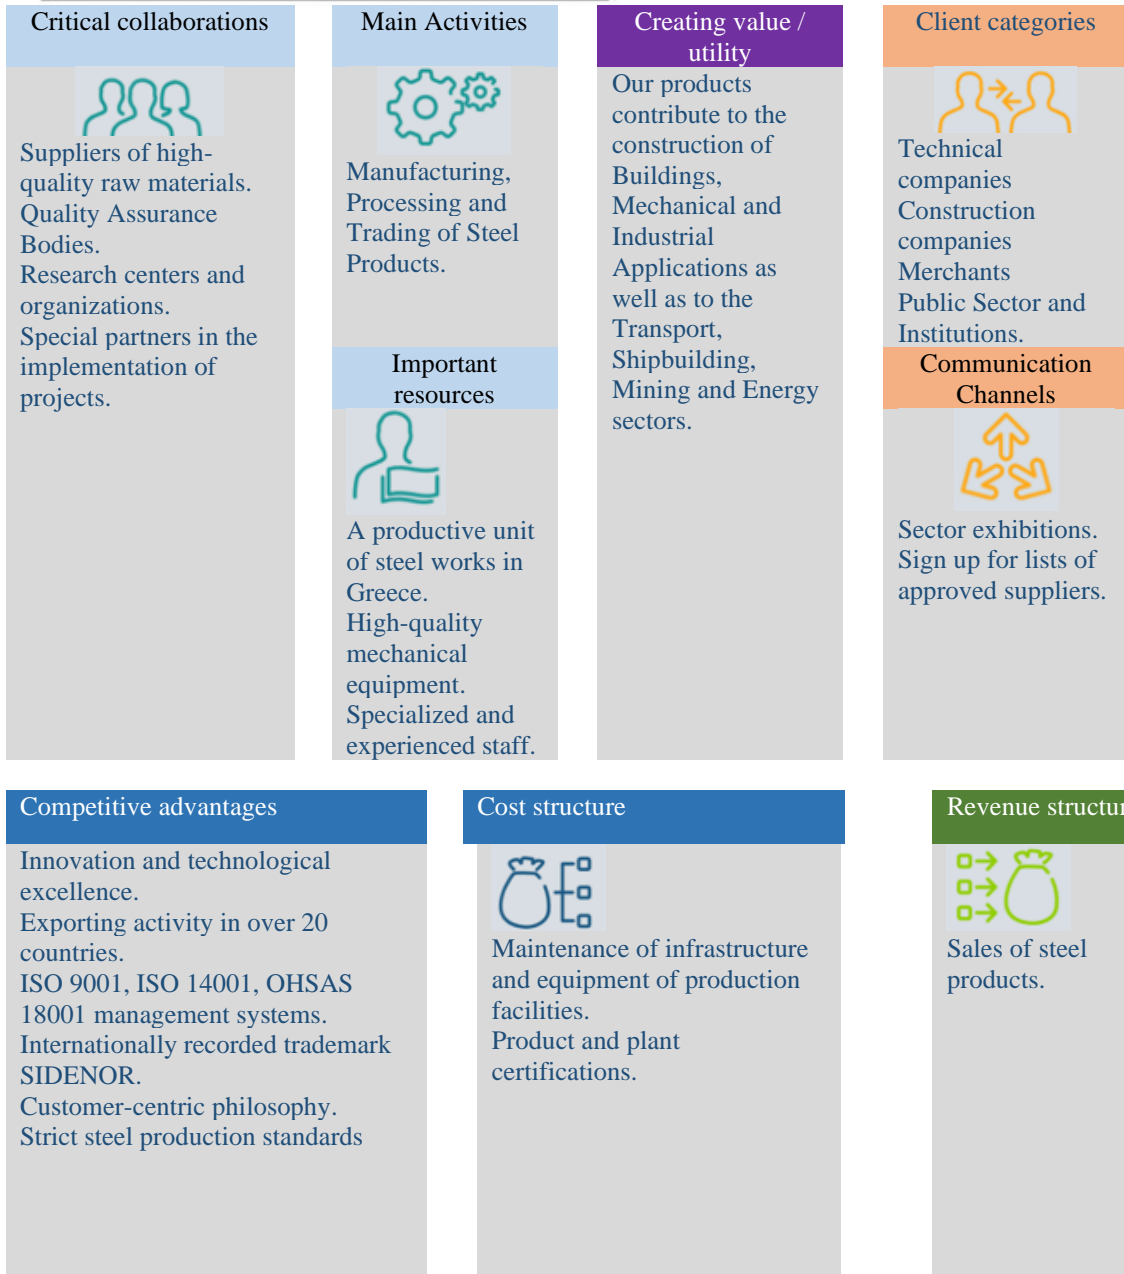 Critical collaborations
Suppliers of high-
quality raw materials.
Quality Assurance
Bodies.
Research centers and
organizations.
Special partners in the
implementation of
projects.
Main Activities
Manufacturing,
Processing and
Trading of Steel
Products.
Important
resources
A productive unit
of steel works in
Greece.
High-quality
mechanical
equipment.
Specialized and
experienced staff.
Creating value /
utility
Our products
contribute to the
construction of
Buildings,
Mechanical and
Industrial
Applications as
well as to the
Transport,
Shipbuilding,
Mining and Energy
sectors.
Client categories
Technical
companies
Construction
companies
Merchants
Public Sector and
Institutions.
Communication
Channels
Sector exhibitions.
Sign up for lists of
approved suppliers.
Competitive advantages
Innovation and technological
excellence.
Exporting activity in over 20
countries.
ISO 9001, ISO 14001, OHSAS
18001 management systems.
Internationally recorded trademark
SIDENOR.
Customer-centric philosophy.
Strict steel production standards
Cost structure
Maintenance of infrastructure
and equipment of production
facilities.
Product and plant
certifications.
Revenue structur
Sales of steel
products.